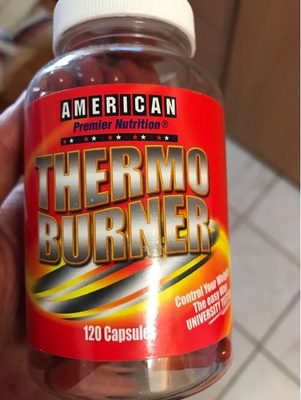 AMERICAN
Premier Nutrition®
THERMO
BURNER
Control Your
The easy
UNIVERSITY
120 Capsules